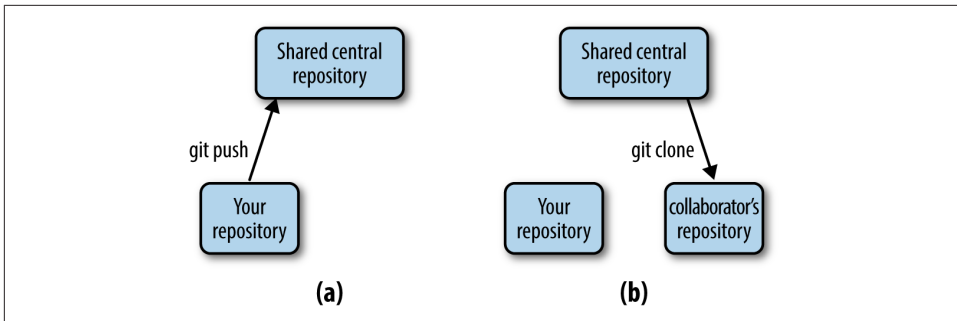 Shared central
repository
git push
Your
repository
(a)
Shared central
repository
git clone
Your
repository
collaborator's
repository
(b)